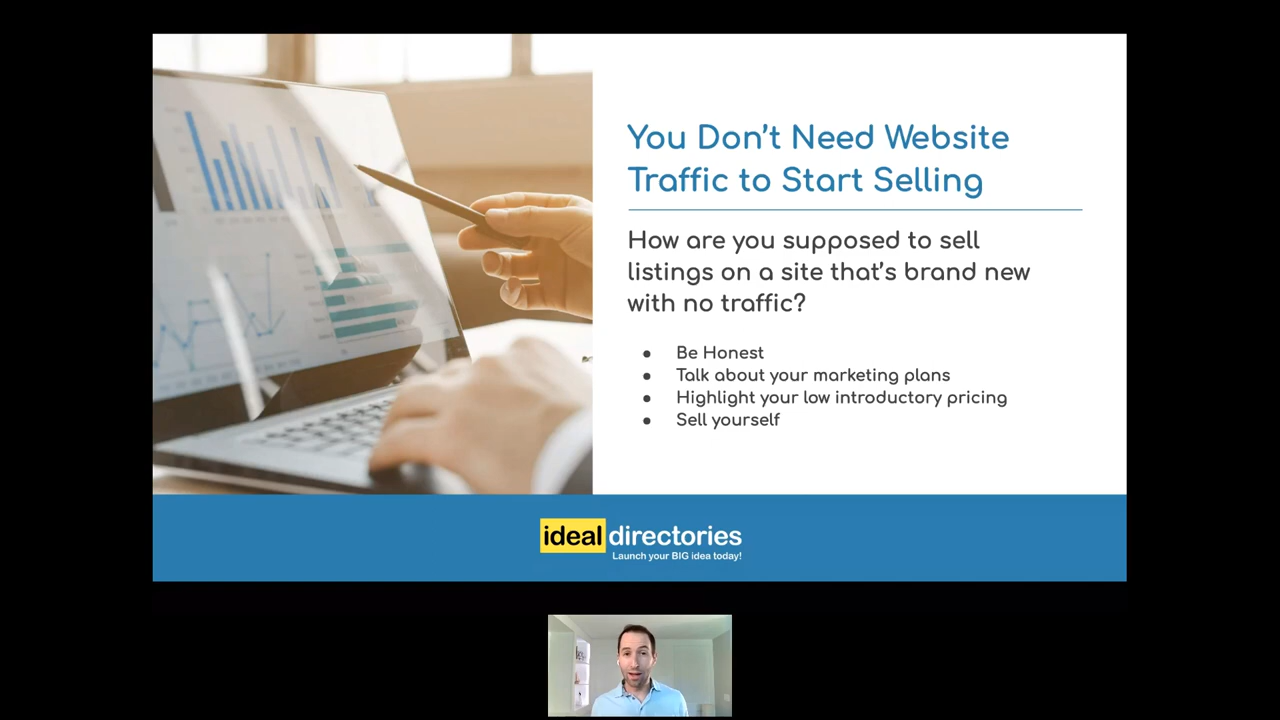 You Don't Need Website
Traffic to Start Selling
How are you supposed to sell
listings on a site that's brand new
with no traffic?
● Be Honest
● Talk about your marketing plans
● Highlight your low introductory pricing
● Sell yourself
idealdirectories
Launch your BIG idea today!